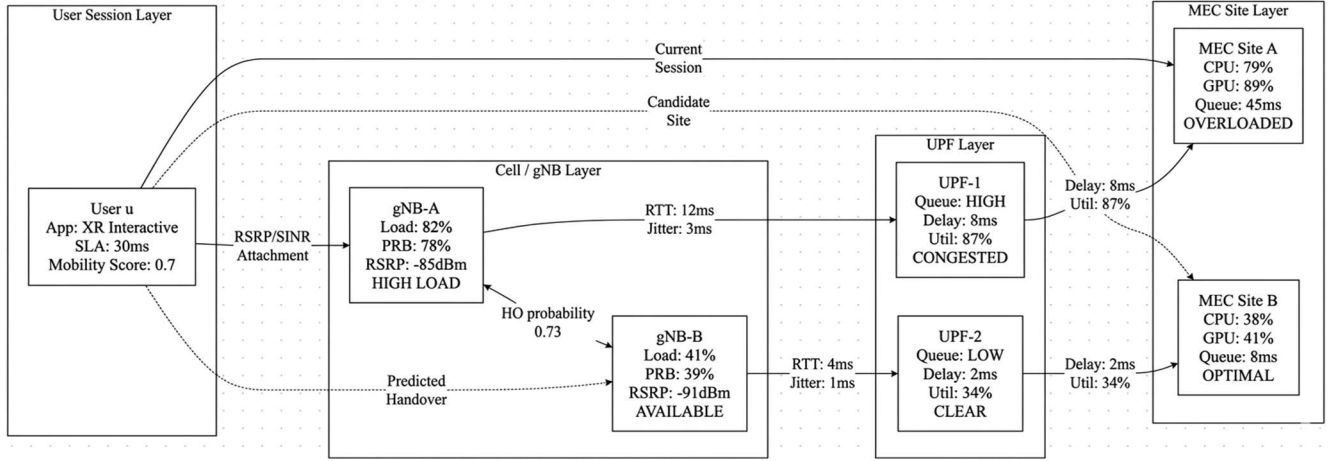 User Session Layer
User u
App: XR Interactive
SLA: 30ms
Mobility Score: 0.7
Current
Session
Candidate
Site
RSRP/SINR
Attachment
Predicted
Handover
Cell / gNB Layer
gNB-A
Load: 82%
PRB: 78%
RSRP: -85dBm
HIGH LOAD
HO probability
0.73
gNB-B
Load: 41%
PRB: 39%
RSRP: -91dBm
AVAILABLE
RTT: 12ms
Jitter: 3ms
RTT: 4ms
Jitter: 1ms
UPF Layer
UPF-1
Queue: HIGH
Delay: 8ms
Util: 87%
CONGESTED
UPF-2
Queue: LOW
Delay: 2ms
Util: 34%
CLEAR
Delay: 8ms
Util: 87%
Delay: 2ms
Util: 34%
MEC Site Layer
MEC Site A
CPU: 79%
GPU: 89%
Queue: 45ms
OVERLOADED
MEC Site B
CPU: 38%
GPU: 41%
Queue: 8ms
OPTIMAL